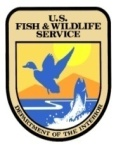 U.S.
FISH & WILDLIFE
SERVICE
DEPARTMENT OF THE INTERIOR